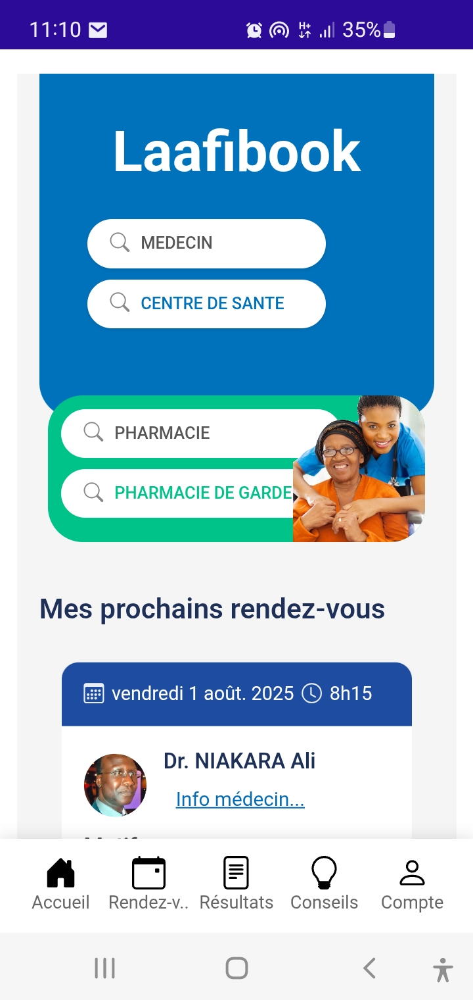 11:10 H+ 35%
Laafibook
MEDECIN
CENTRE DE SANTE
PHARMACIE
PHARMACIE DE GARDE
Mes prochains rendez-vous
vendredi 1 août. 2025 8h15
Dr. NIAKARA Ali
Info médecin...
Accueil Rendez-v.. Résultats Conseils Compte